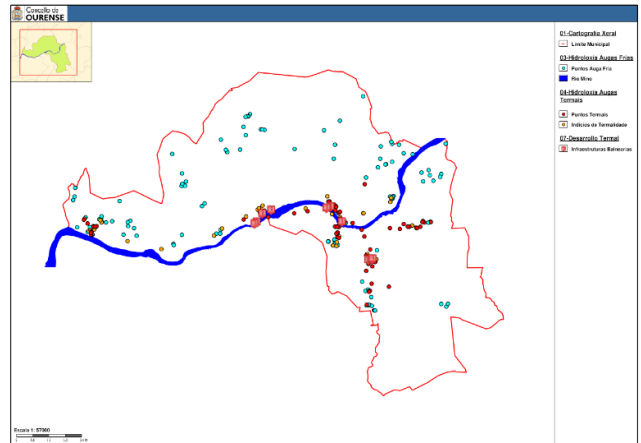 Concello de
OURENSE
01-Cartografía Xeral
Límite Municipal
03-Hidroloxía Augas Frías
Puntos Auga Fría
Río Miño
04-Hidroloxía Augas
Termais
Puntos Termais
Indicios de Termalidade
07-Desarrollo Termal
Infraestruturas Balnearias
Escala 1: 57000